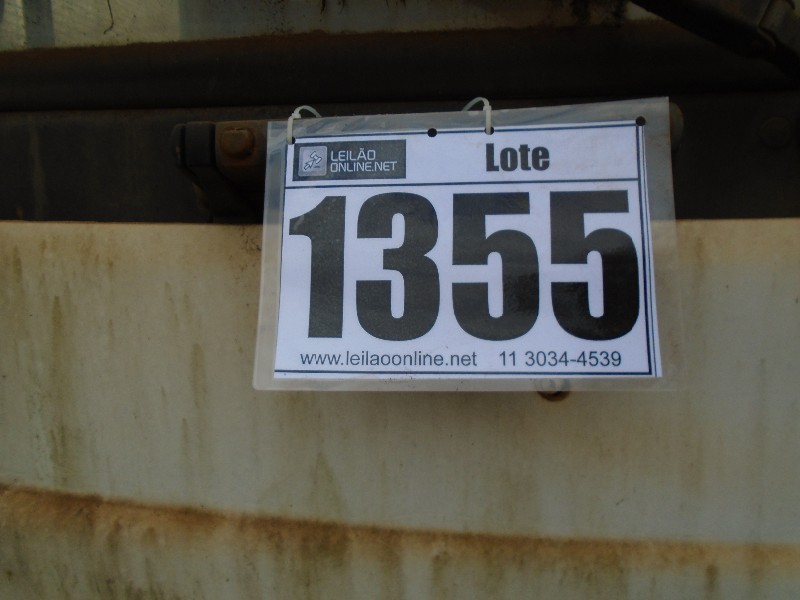 LEILÃO
ONLINE.NET
Lote
1355
www.leilaoonline.net 11 3034-4539